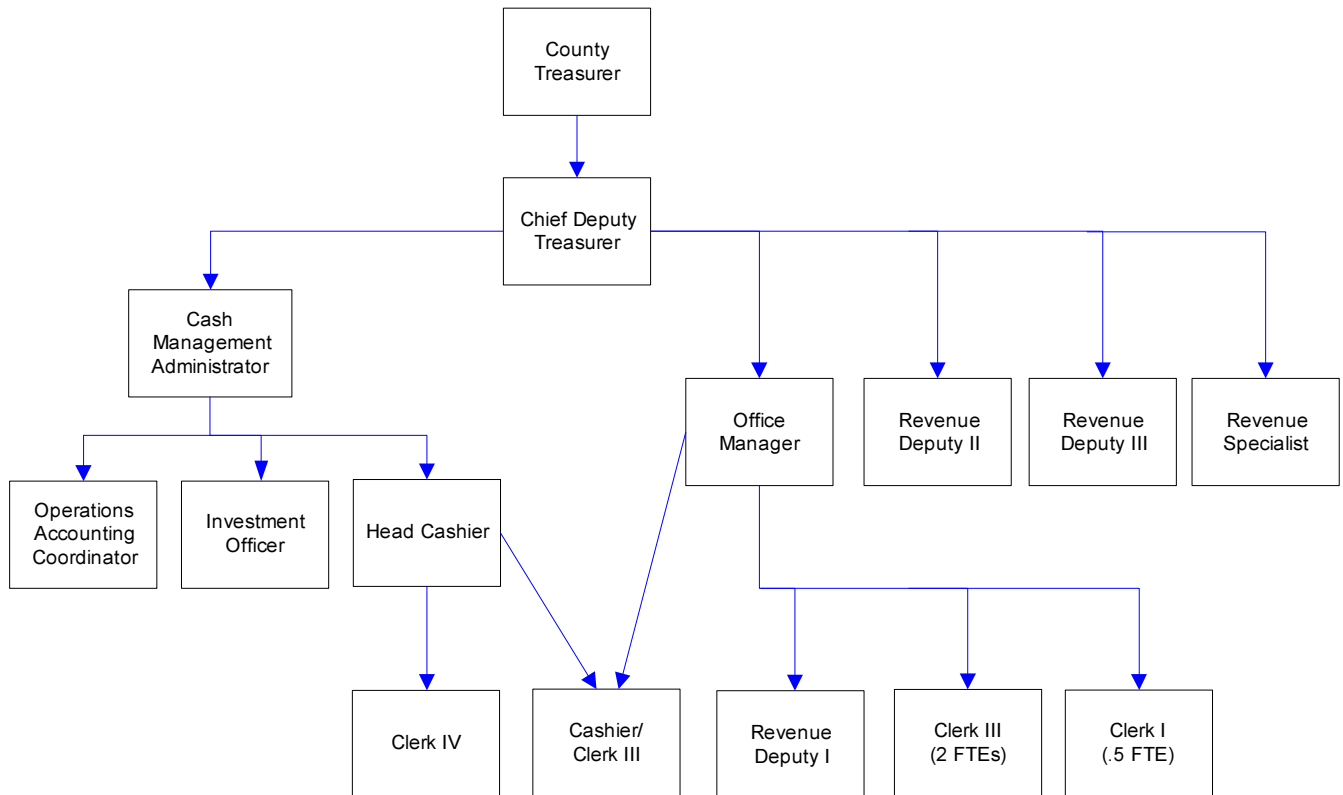 County
Treasurer
Chief Deputy
Treasurer
Cash
Management
Administrator
Office
Manager
Revenue
Deputy II
Revenue
Deputy III
Revenue
Specialist
Operations
Accounting
Coordinator
Investment
Officer
Head Cashier
Clerk IV
Cashier/
Clerk III
Revenue
Deputy I
Clerk III
(2 FTEs)
Clerk I
(.5 FTE)